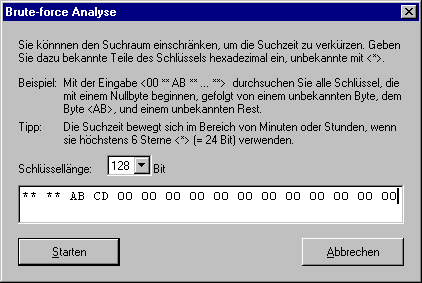 Brute-force Analyse
Sie könnnen den Suchraum einschränken, um die Suchzeit zu verkürzen. Geben
Sie dazu bekannte Teile des Schlüssels hexadezimal ein, unbekannte mit <*>.
Beispiel: Mit der Eingabe <00 ** AB ** ... **> durchsuchen Sie alle Schlüssel, die
mit einem Nullbyte beginnen, gefolgt von einem unbekannten Byte, dem
Byte <AB>, und einem unbekannten Rest.
Tipp: Die Suchzeit bewegt sich im Bereich von Minuten oder Stunden, wenn
sie höchstens 6 Sterne <*> (= 24 Bit) verwenden.
Schlüssellänge: 128 Bit
** ** AB CD 00 00 00 00 00 00 00 00 00 00 00 00
Starten Abbrechen